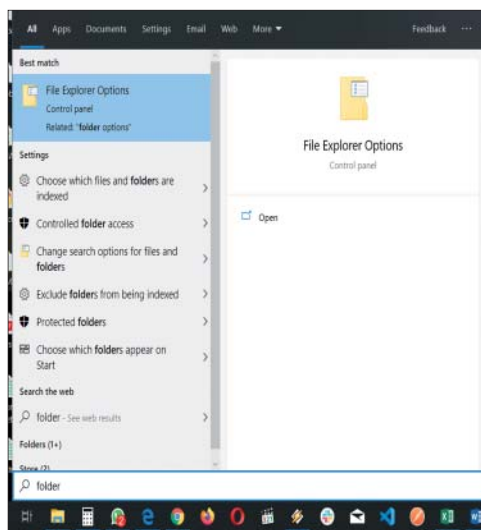 All Apps Documents Settings Email Web More Feedback ...
Best match
File Explorer Options
Control panel
Related: "folder options"
Settings
Choose which files and folders are
indexed
Controlled folder access
Change search options for files and
folders
Exclude folders from being indexed
Protected folders
Choose which folders appear on
Start
Search the web
folder - See web results
Folders (1+)
Store (2)
folder
File Explorer Options
Control panel
Open